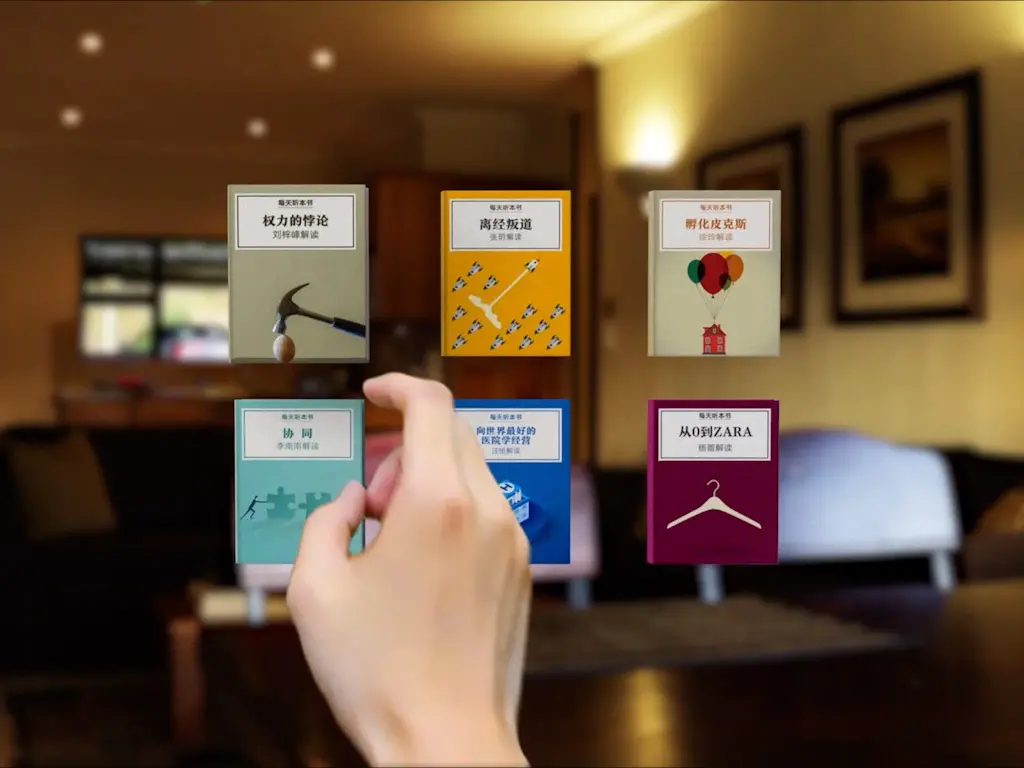 每天听本书
权力的悖论
刘梓峰解读
每天听本书
离经叛道
张玥解读
每天听本书
孵化皮克斯
徐玲解读
每天听本书
协 同
李南南解读
每天听本书
向世界最好的
医院学经营
汪恒解读
每天听本书
从0到ZARA
杨蕾解读